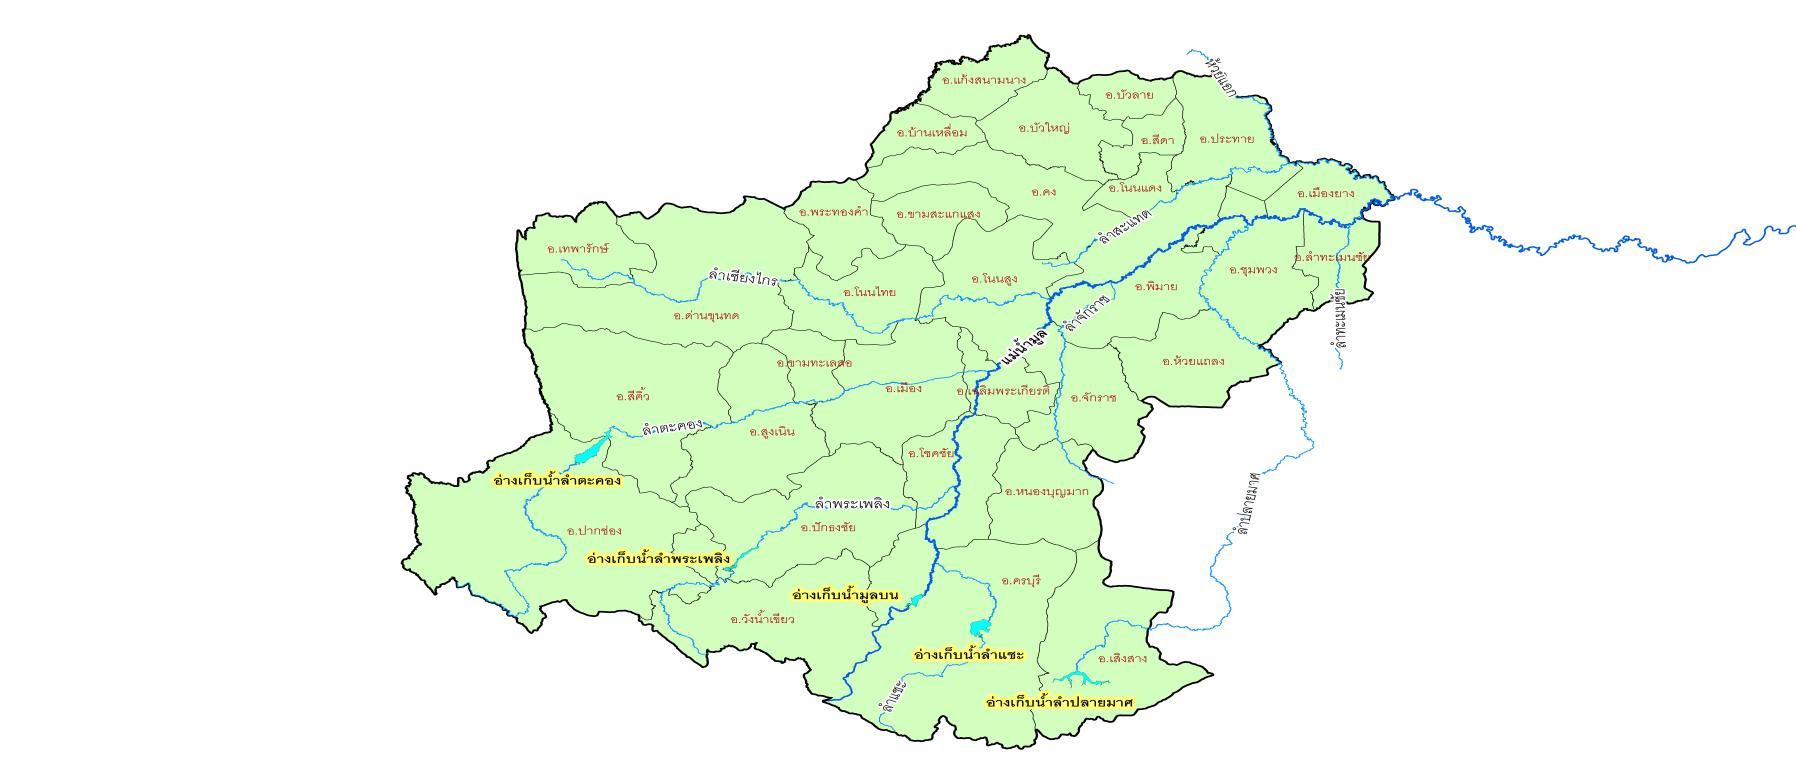 ห้วยแอก
อ.แก้งสนามนาง
อ.บัวลาย
อ.บ้านเหลื่อม
อ.บัวใหญ่
อ.สีดา
อ.ประทาย
อ.คง
อ.โนนแดง
อ.เมืองยาง
อ.พระทองคำ
อ.ขามสะแกแสง
ลำสะแทด
อ.เทพารักษ์
อ.ลำทะเมนชัย
อ.ชุมพวง
ลำเชียงไกร
อ.โนนไทย
อ.โนนสูง
อ.พิมาย
อ.ด่านขุนทด
ลำจักราช
ลำทะเมนชัย
แม่น้ำมูล
อ.ขามทะเลสอ
อ.ห้วยแถลง
อ.สีคิ้ว
อ.เมือง
อ.เฉลิมพระเกียรติ
อ.จักราช
ลำตะคอง
อ.สูงเนิน
อ.โชคชัย
อ่างเก็บน้ำลำตะคอง
อ.หนองบุญมาก
ลำพระเพลิง
ลำปลายมาศ
อ.ปากช่อง
อ.ปักธงชัย
อ่างเก็บน้ำลำพระเพลิง
อ.ครบุรี
อ่างเก็บน้ำมูลบน
อ.วังน้ำเขียว
อ่างเก็บน้ำลำแชะ
อ.เสิงสาง
ลำแชะ
อ่างเก็บน้ำลำปลายมาศ